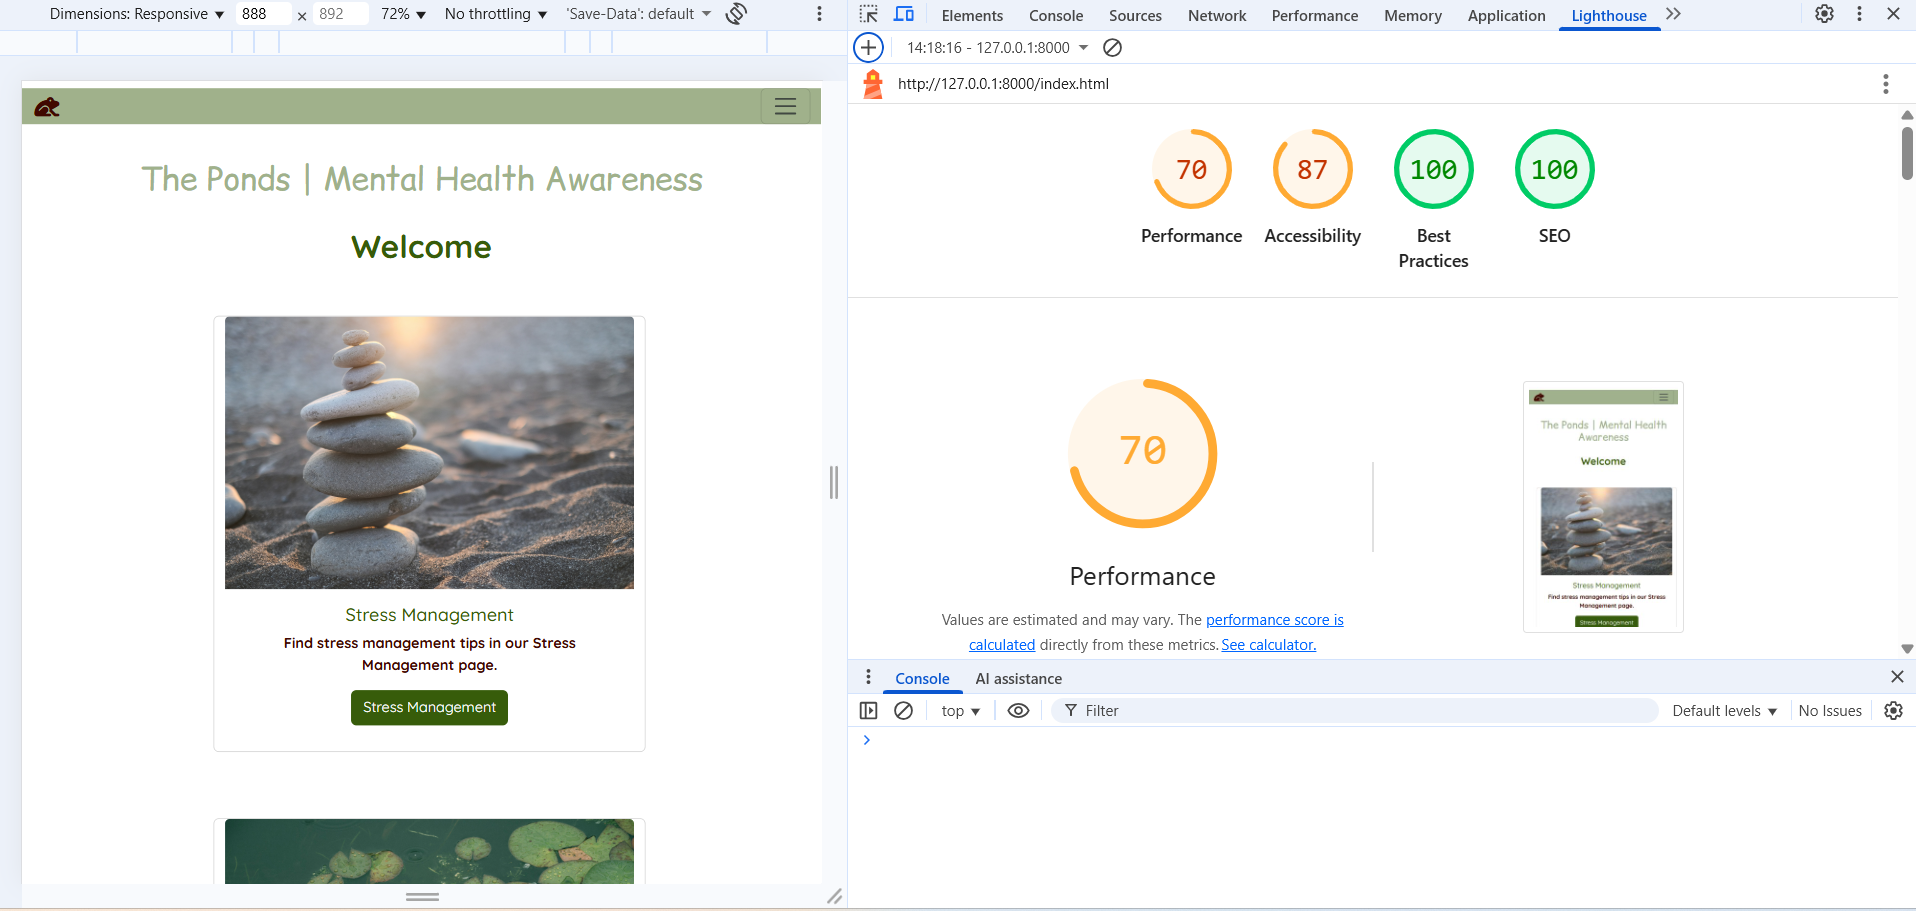 Dimensions: Responsive ▼ 888 × 892 72% ▼ No throttling ▼ 'Save-Data': default ▼
Elements Console Sources Network Performance Memory Application Lighthouse
14:18:16 - 127.0.0.1:8000
http://127.0.0.1:8000/index.html
The Ponds | Mental Health Awareness
Welcome
Stress Management
Find stress management tips in our Stress
Management page.
Stress Management
70 87 100 100
Performance Accessibility Best Practices SEO
70
Performance
Values are estimated and may vary. The performance score is
calculated directly from these metrics. See calculator.
The Ponds | Mental Health
Awareness
Welcome
Stress Management
Find stress management tips in our Stress
Management page.
Stress Management
Console AI assistance
top ▼ Filter Default levels ▼ No Issues